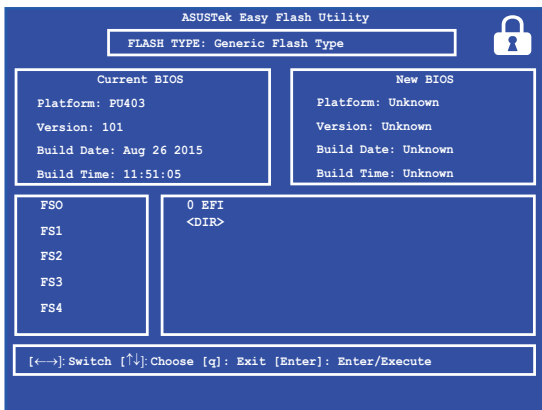 ASUSTek Easy Flash Utility
FLASH TYPE: Generic Flash Type
Current BIOS
Platform: PU403
Version: 101
Build Date: Aug 26 2015
Build Time: 11:51:05
New BIOS
Platform: Unknown
Version: Unknown
Build Date: Unknown
Build Time: Unknown
FSO
FS1
FS2
FS3
FS4
0 EFI
<DIR>
[←→]: Switch [↑↓]: Choose [q]: Exit [Enter]: Enter/Execute